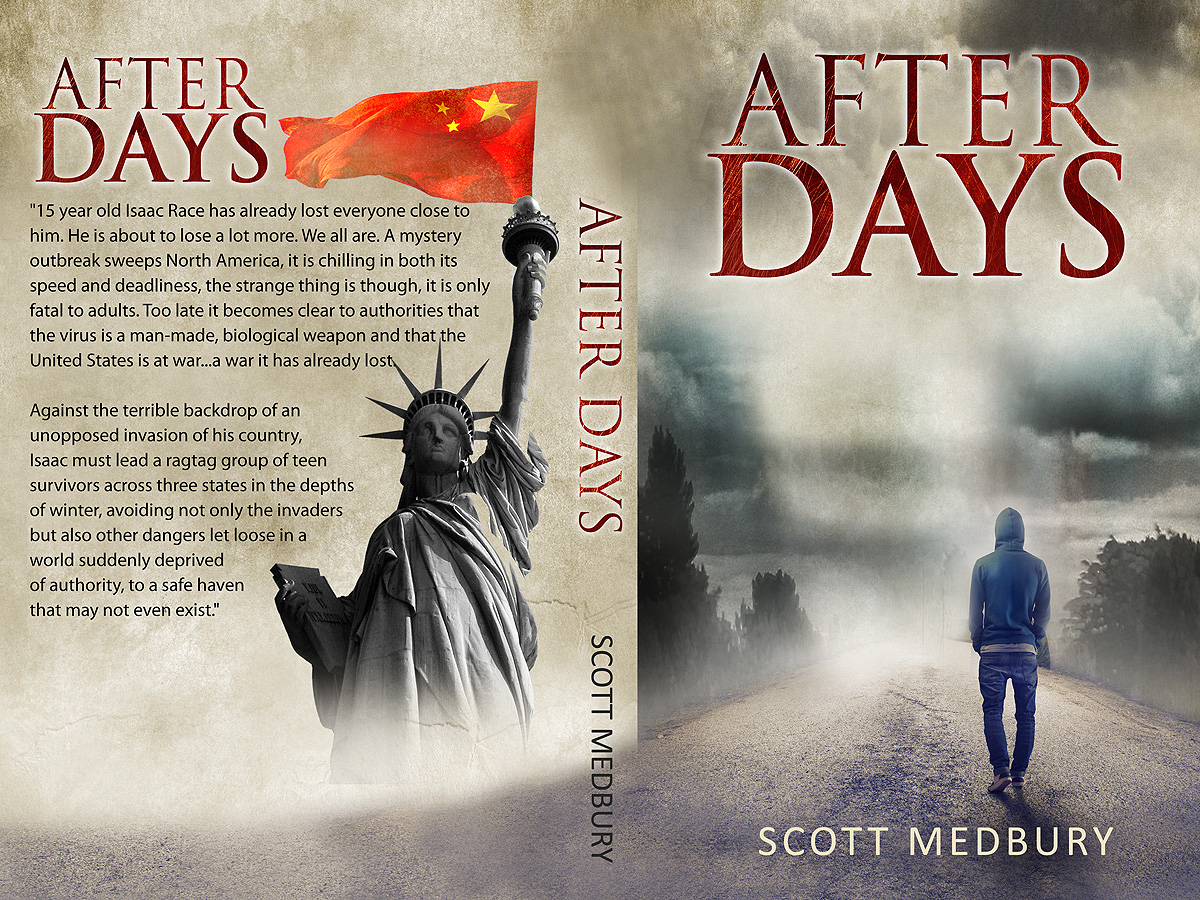 AFTER
DAYS
"15 year old Isaac Race has already lost everyone close to
him. He is about to lose a lot more. We all are. A mystery
outbreak sweeps North America, it is chilling in both its
speed and deadliness, the strange thing is though, it is only
fatal to adults. Too late it becomes clear to authorities that
the virus is a man-made, biological weapon and that the
United States is at war...a war it has already lost.
Against the terrible backdrop of an
unopposed invasion of his country,
Isaac must lead a ragtag group of teen
survivors across three states in the depths
of winter, avoiding not only the invaders
but also other dangers let loose in a
world suddenly deprived
of authority, to a safe haven
that may not even exist."
AFTER DAYS
SCOTT MEDBURY
AFTER
DAYS
SCOTT MEDBURY